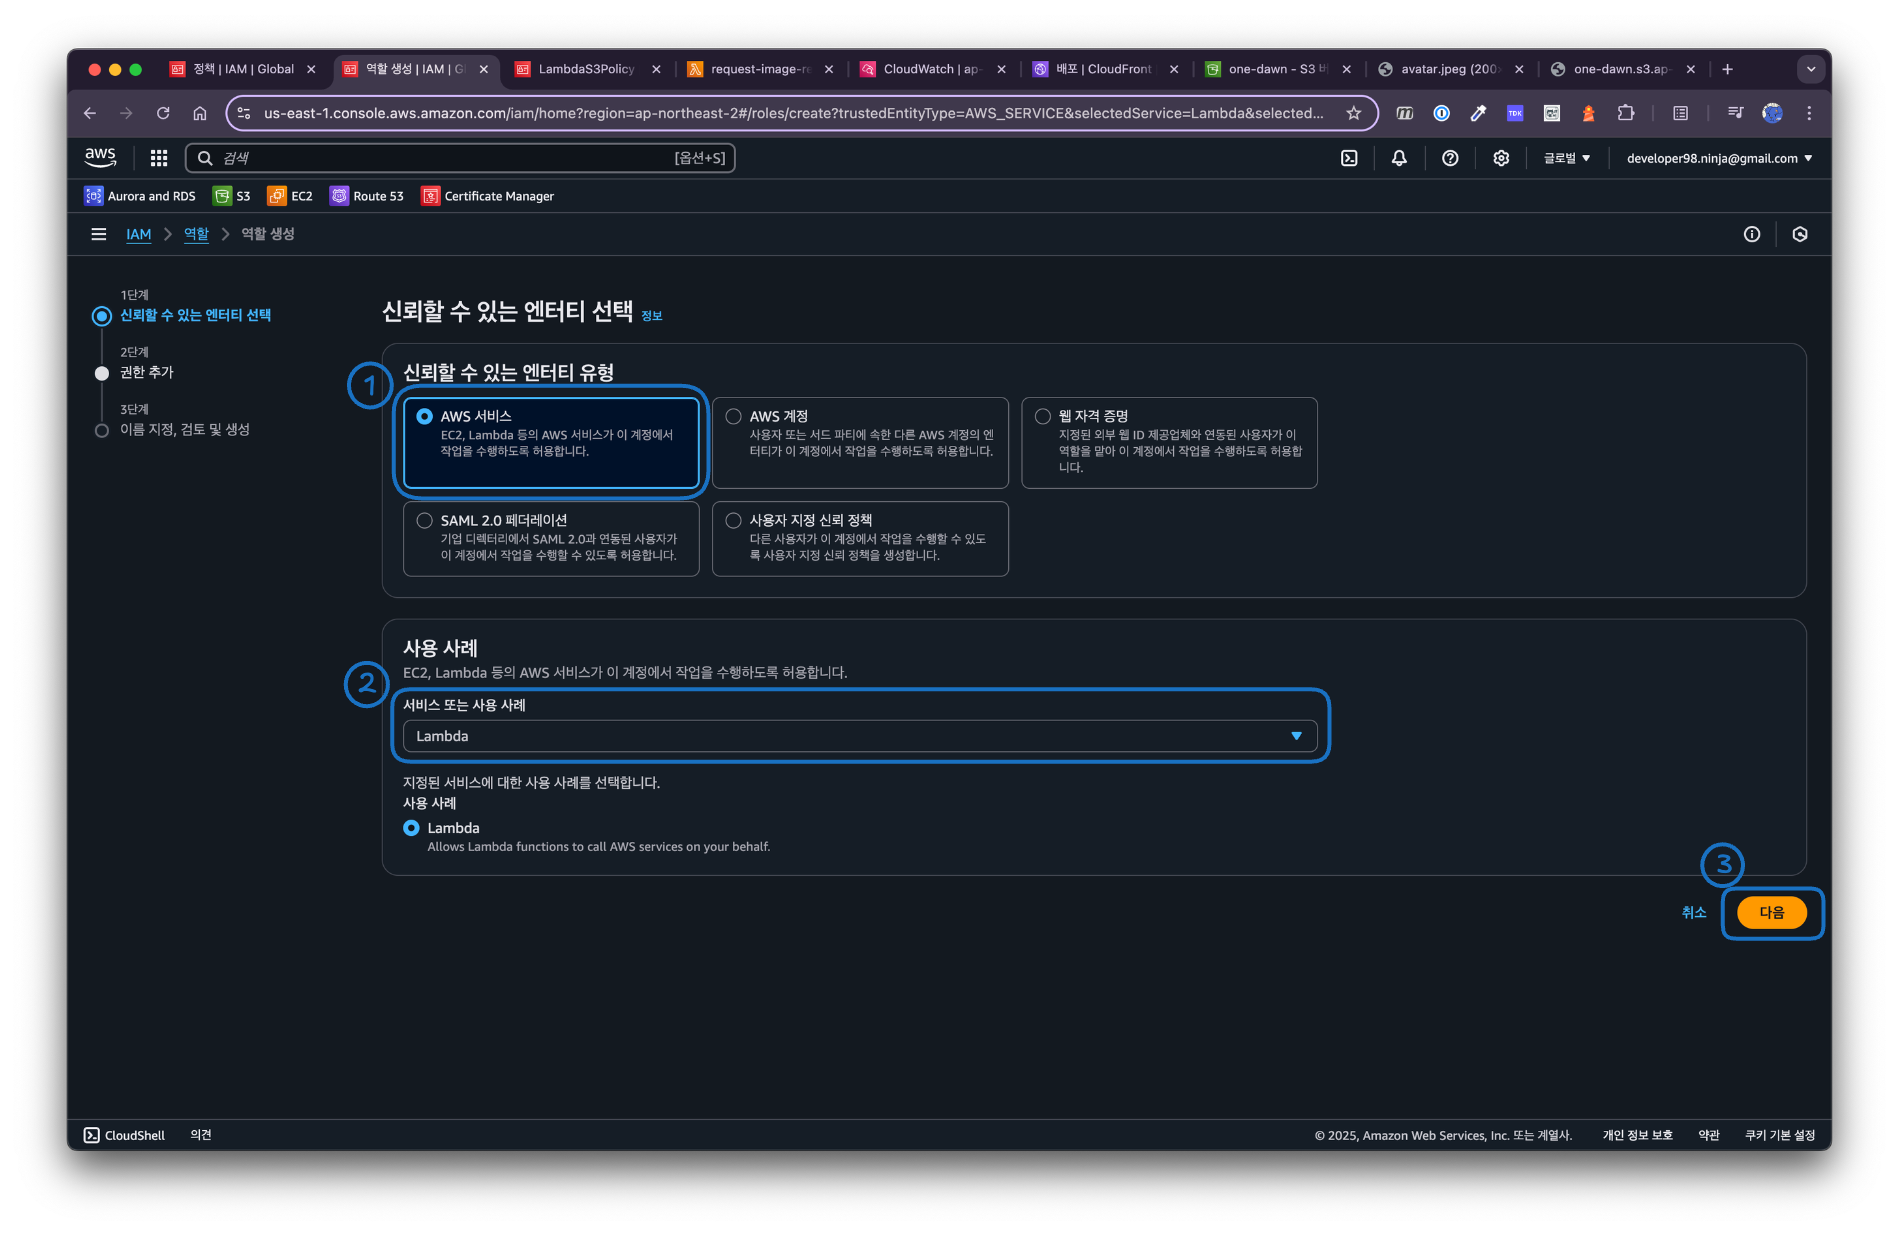 정책 | IAM | Global
역할 생성 | IAM | G
LambdaS3Policy
request-image-re
CloudWatch | ap-
배포 | CloudFront
one-dawn - S3 버
avatar.jpeg (200×
one-dawn.s3.ap-
us-east-1.console.aws.amazon.com/iam/home?region=ap-northeast-2#/roles/create?trustedEntityType=AWS_SERVICE&selectedService=Lambda&selected...
TDK
aws
검색
[옵션+S]
글로벌
developer98.ninja@gmail.com
Aurora and RDS
S3
EC2
Route 53
Certificate Manager
IAM
역할
역할 생성
1단계
신뢰할 수 있는 엔터티 선택
2단계
권한 추가
3단계
이름 지정, 검토 및 생성
신뢰할 수 있는 엔터티 선택 정보
1
신뢰할 수 있는 엔터티 유형
AWS 서비스
EC2, Lambda 등의 AWS 서비스가 이 계정에서
작업을 수행하도록 허용합니다.
AWS 계정
사용자 또는 서드 파티에 속한 다른 AWS 계정의 엔
터티가 이 계정에서 작업을 수행하도록 허용합니다.
웹 자격 증명
지정된 외부 웹 ID 제공업체와 연동된 사용자가 이
역할을 맡아 이 계정에서 작업을 수행하도록 허용합
니다.
SAML 2.0 페더레이션
기업 디렉터리에서 SAML 2.0과 연동된 사용자가
이 계정에서 작업을 수행할 수 있도록 허용합니다.
사용자 지정 신뢰 정책
다른 사용자가 이 계정에서 작업을 수행할 수 있도
록 사용자 지정 신뢰 정책을 생성합니다.
사용 사례
EC2, Lambda 등의 AWS 서비스가 이 계정에서 작업을 수행하도록 허용합니다.
2
서비스 또는 사용 사례
Lambda
지정된 서비스에 대한 사용 사례를 선택합니다.
사용 사례
Lambda
Allows Lambda functions to call AWS services on your behalf.
3
취소
다음
CloudShell
의견
© 2025, Amazon Web Services, Inc. 또는 계열사.
개인 정보 보호
약관
쿠키 기본 설정